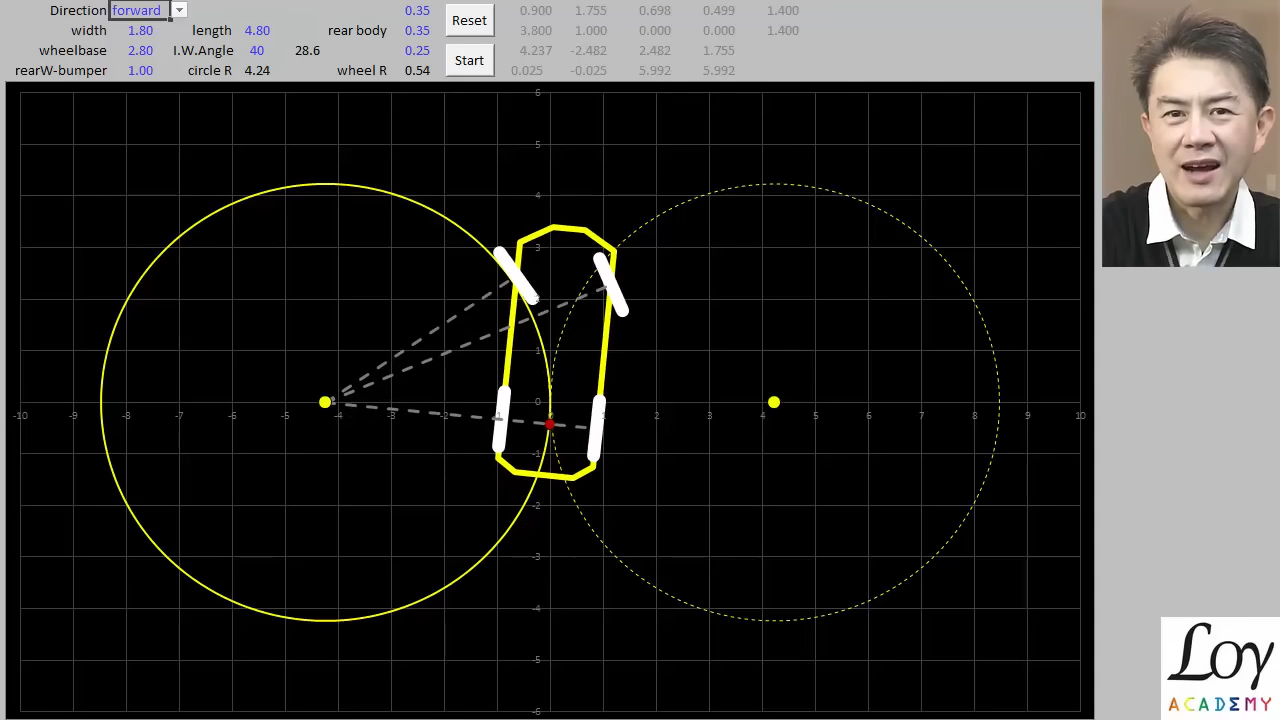 Direction forward 0.35 Reset 0.900 1.755 0.698 0.499 1.400
width 1.80 length 4.80 rear body 0.35 3.800 1.000 0.000 0.000 1.400
wheelbase 2.80 I.W.Angle 40 28.6 0.25 Start 4.237 -2.482 2.482 1.755
rearW-bumper 1.00 circle R 4.24 wheel R 0.54 0.025 -0.025 5.992 5.992
6
5
4
3
2
1
0
-10 -9 -8 -7 -6 -5 -4 -3 -2 -1 2 3 4 5 6 7 8 9 10
-1
-2
-3
-4
-5
-6
Loy
ACADEMY